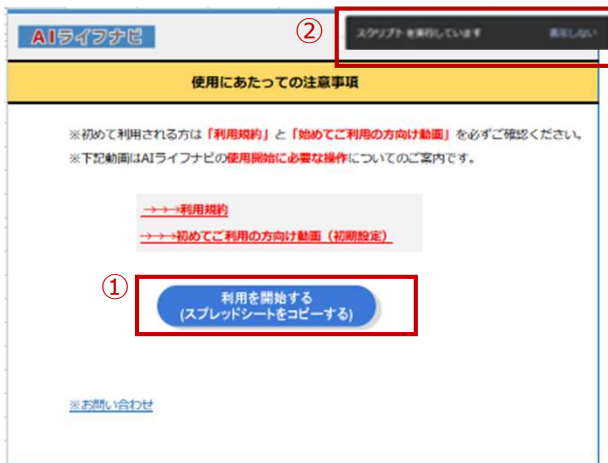 AIライフナビ
②
スクリプト を実行しています 表示しない
使用にあたっての注意事項
※初めて利用される方は「利用規約」と「始めてご利用の方向け動画」を必ずご確認ください。
※下記動画はAIライフナビの使用開始に必要な操作についてのご案内です。
→→→利用規約
→→→初めてご利用の方向け動画（初期設定）
①
利用を開始する
(スプレッドシートをコピーする)
※お問い合わせ